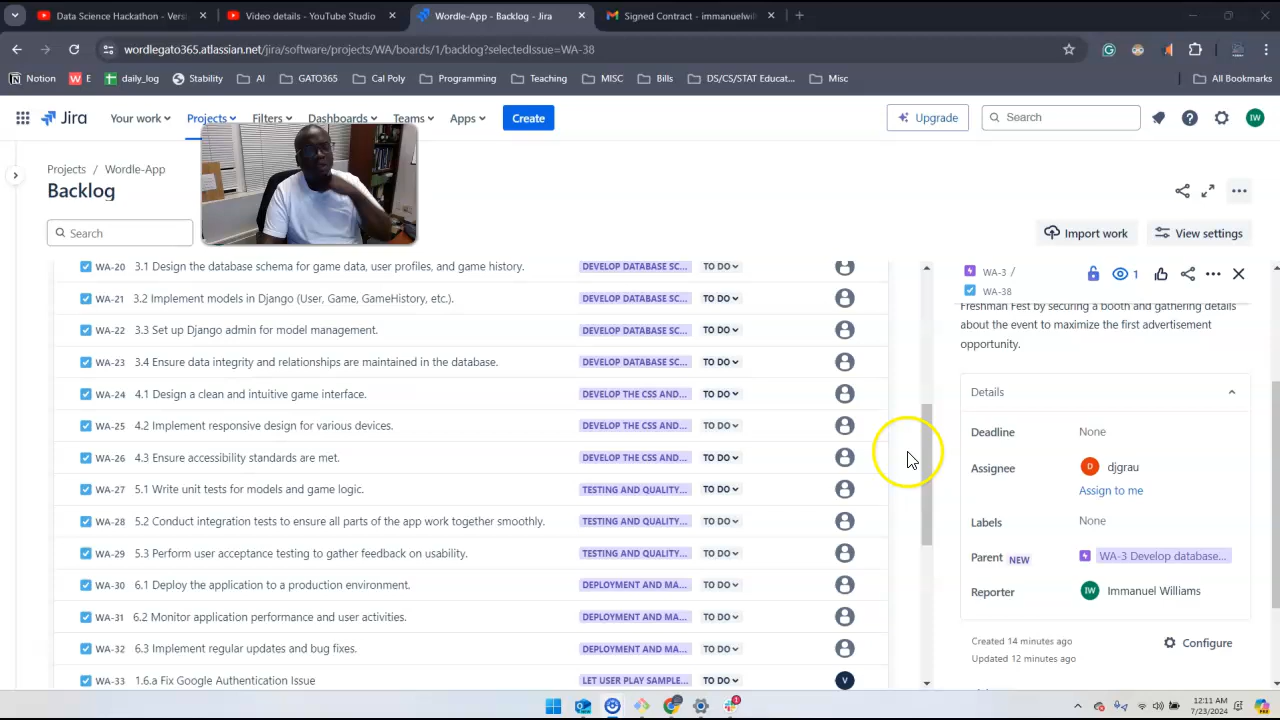 Data Science Hackathon - Vers
Video details - YouTube Studio
Wordle-App - Backlog - Jira
Signed Contract - immanuelwil
wordlegato365.atlassian.net/jira/software/projects/WA/boards/1/backlog?selectedIssue=WA-38
Notion
E
daily_log
Stability
AI
GATO365
Cal Poly
Programming
Teaching
MISC
Bills
DS/CS/STAT Educat...
Misc
All Bookmarks
Jira
Your work
Projects
Filters
Dashboards
Teams
Apps
Create
Upgrade
Search
IW
Projects / Wordle-App
Backlog
Search
Import work
View settings
WA-20 3.1 Design the database schema for game data, user profiles, and game history. DEVELOP DATABASE SC... TO DO
WA-21 3.2 Implement models in Django (User, Game, GameHistory, etc.). DEVELOP DATABASE SC... TO DO
WA-22 3.3 Set up Django admin for model management. DEVELOP DATABASE SC... TO DO
WA-23 3.4 Ensure data integrity and relationships are maintained in the database. DEVELOP DATABASE SC... TO DO
WA-24 4.1 Design a clean and intuitive game interface. DEVELOP THE CSS AND... TO DO
WA-25 4.2 Implement responsive design for various devices. DEVELOP THE CSS AND... TO DO
WA-26 4.3 Ensure accessibility standards are met. DEVELOP THE CSS AND... TO DO
WA-27 5.1 Write unit tests for models and game logic. TESTING AND QUALITY... TO DO
WA-28 5.2 Conduct integration tests to ensure all parts of the app work together smoothly. TESTING AND QUALITY... TO DO
WA-29 5.3 Perform user acceptance testing to gather feedback on usability. TESTING AND QUALITY... TO DO
WA-30 6.1 Deploy the application to a production environment. DEPLOYMENT AND MA... TO DO
WA-31 6.2 Monitor application performance and user activities. DEPLOYMENT AND MA... TO DO
WA-32 6.3 Implement regular updates and bug fixes. DEPLOYMENT AND MA... TO DO
WA-33 1.6.a Fix Google Authentication Issue LET USER PLAY SAMPLE... TO DO V
WA-3 /
WA-38
1
Freshman Fest by securing a booth and gathering details
about the event to maximize the first advertisement
opportunity.
Details
Deadline None
Assignee D djgrau
Assign to me
Labels None
Parent NEW WA-3 Develop database...
Reporter IW Immanuel Williams
Created 14 minutes ago
Configure
Updated 12 minutes ago
12:11 AM
7/23/2024